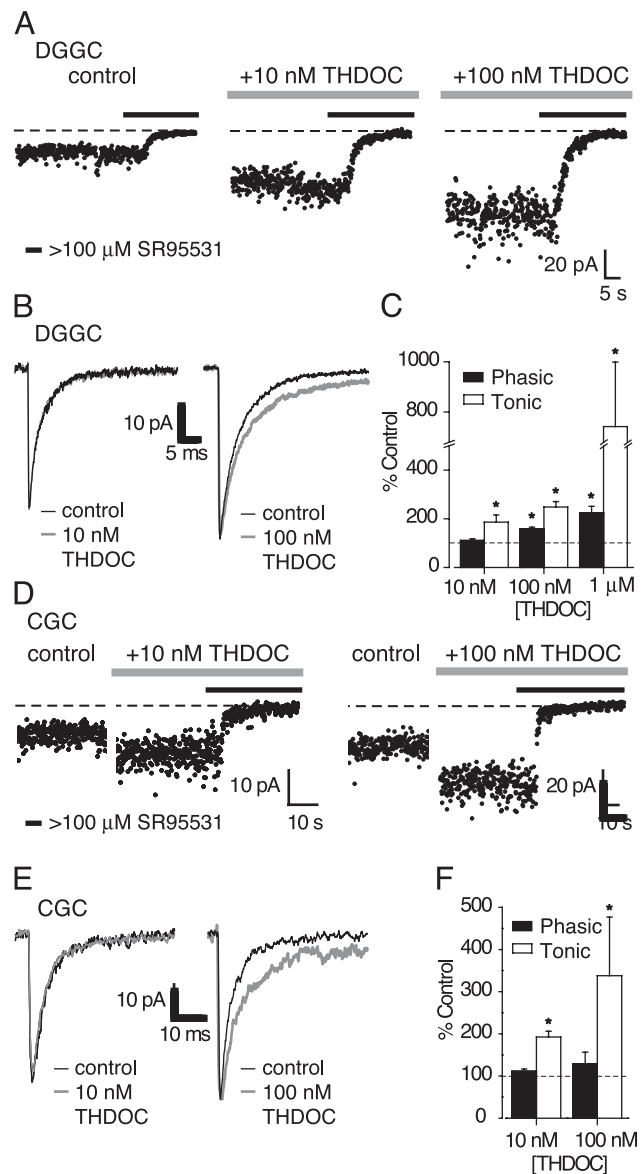 A
DGGC
control
+10 nM THDOC
+100 nM THDOC
>100 µM SR95531
20 pA
5 s
B
DGGC
10 pA
5 ms
control
10 nM
THDOC
control
100 nM
THDOC
C
1000
800
400
200
0
% Control
Phasic
Tonic
*
*
*
*
*
10 nM
100 nM
1 µM
[THDOC]
D
CGC
control
+10 nM THDOC
control
+100 nM THDOC
10 pA
10 s
20 pA
10 s
>100 µM SR95531
E
CGC
10 pA
10 ms
control
10 nM
THDOC
control
100 nM
THDOC
F
500
400
300
200
100
0
% Control
Phasic
Tonic
*
*
10 nM
100 nM
[THDOC]